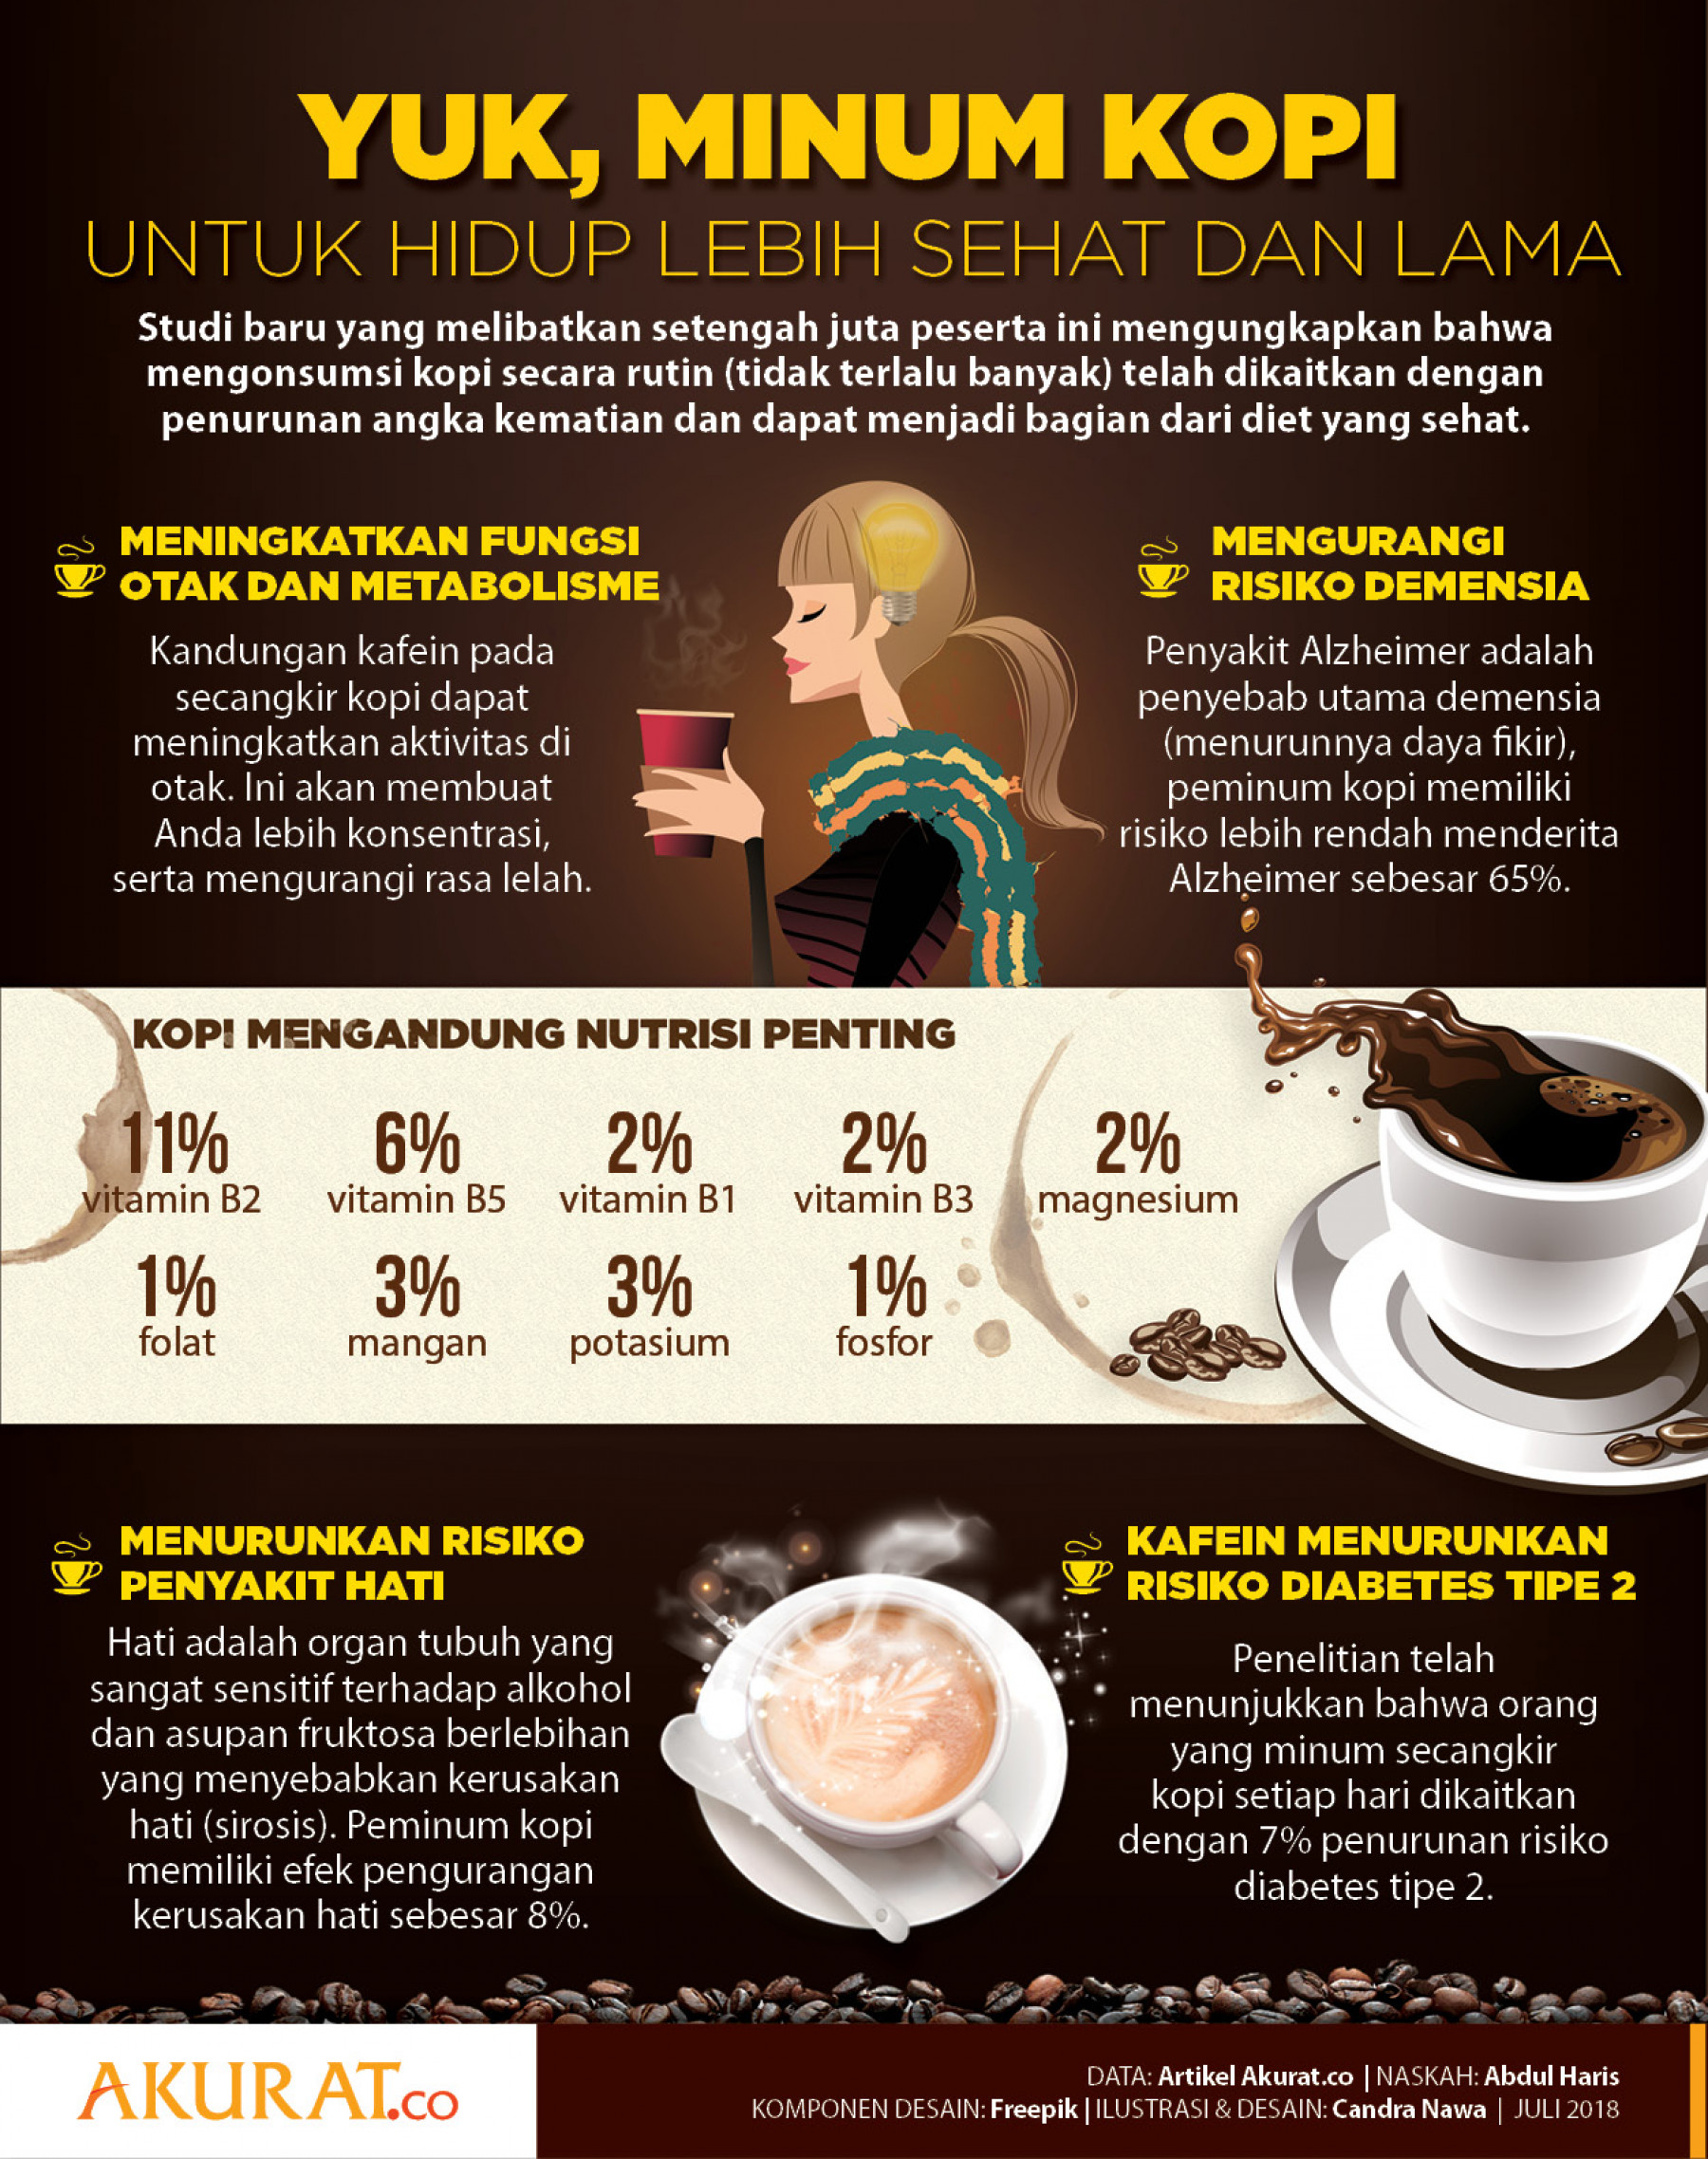 YUK, MINUM KOPI
UNTUK HIDUP LEBIH SEHAT DAN LAMA
Studi baru yang melibatkan setengah juta peserta ini mengungkapkan bahwa
mengonsumsi kopi secara rutin (tidak terlalu banyak) telah dikaitkan dengan
penurunan angka kematian dan dapat menjadi bagian dari diet yang sehat.
MENINGKATKAN FUNGSI
OTAK DAN METABOLISME
Kandungan kafein pada
secangkir kopi dapat
meningkatkan aktivitas di
otak. Ini akan membuat
Anda lebih konsentrasi,
serta mengurangi rasa lelah.
MENGURANGI
RISIKO DEMENSIA
Penyakit Alzheimer adalah
penyebab utama demensia
(menurunnya daya fikir),
peminum kopi memiliki
risiko lebih rendah menderita
Alzheimer sebesar 65%.
KOPI MENGANDUNG NUTRISI PENTING
11% 6% 2% 2% 2%
vitamin B2 vitamin B5 vitamin B1 vitamin B3 magnesium
1% 3% 3% 1%
folat mangan potasium fosfor
MENURUNKAN RISIKO
PENYAKIT HATI
Hati adalah organ tubuh yang
sangat sensitif terhadap alkohol
dan asupan fruktosa berlebihan
yang menyebabkan kerusakan
hati (sirosis). Peminum kopi
memiliki efek pengurangan
kerusakan hati sebesar 8%.
KAFEIN MENURUNKAN
RISIKO DIABETES TIPE 2
Penelitian telah
menunjukkan bahwa orang
yang minum secangkir
kopi setiap hari dikaitkan
dengan 7% penurunan risiko
diabetes tipe 2.
AKURAT.co
DATA: Artikel Akurat.co | NASKAH: Abdul Haris
KOMPONEN DESAIN: Freepik | ILUSTRASI & DESAIN: Candra Nawa | JULI 2018